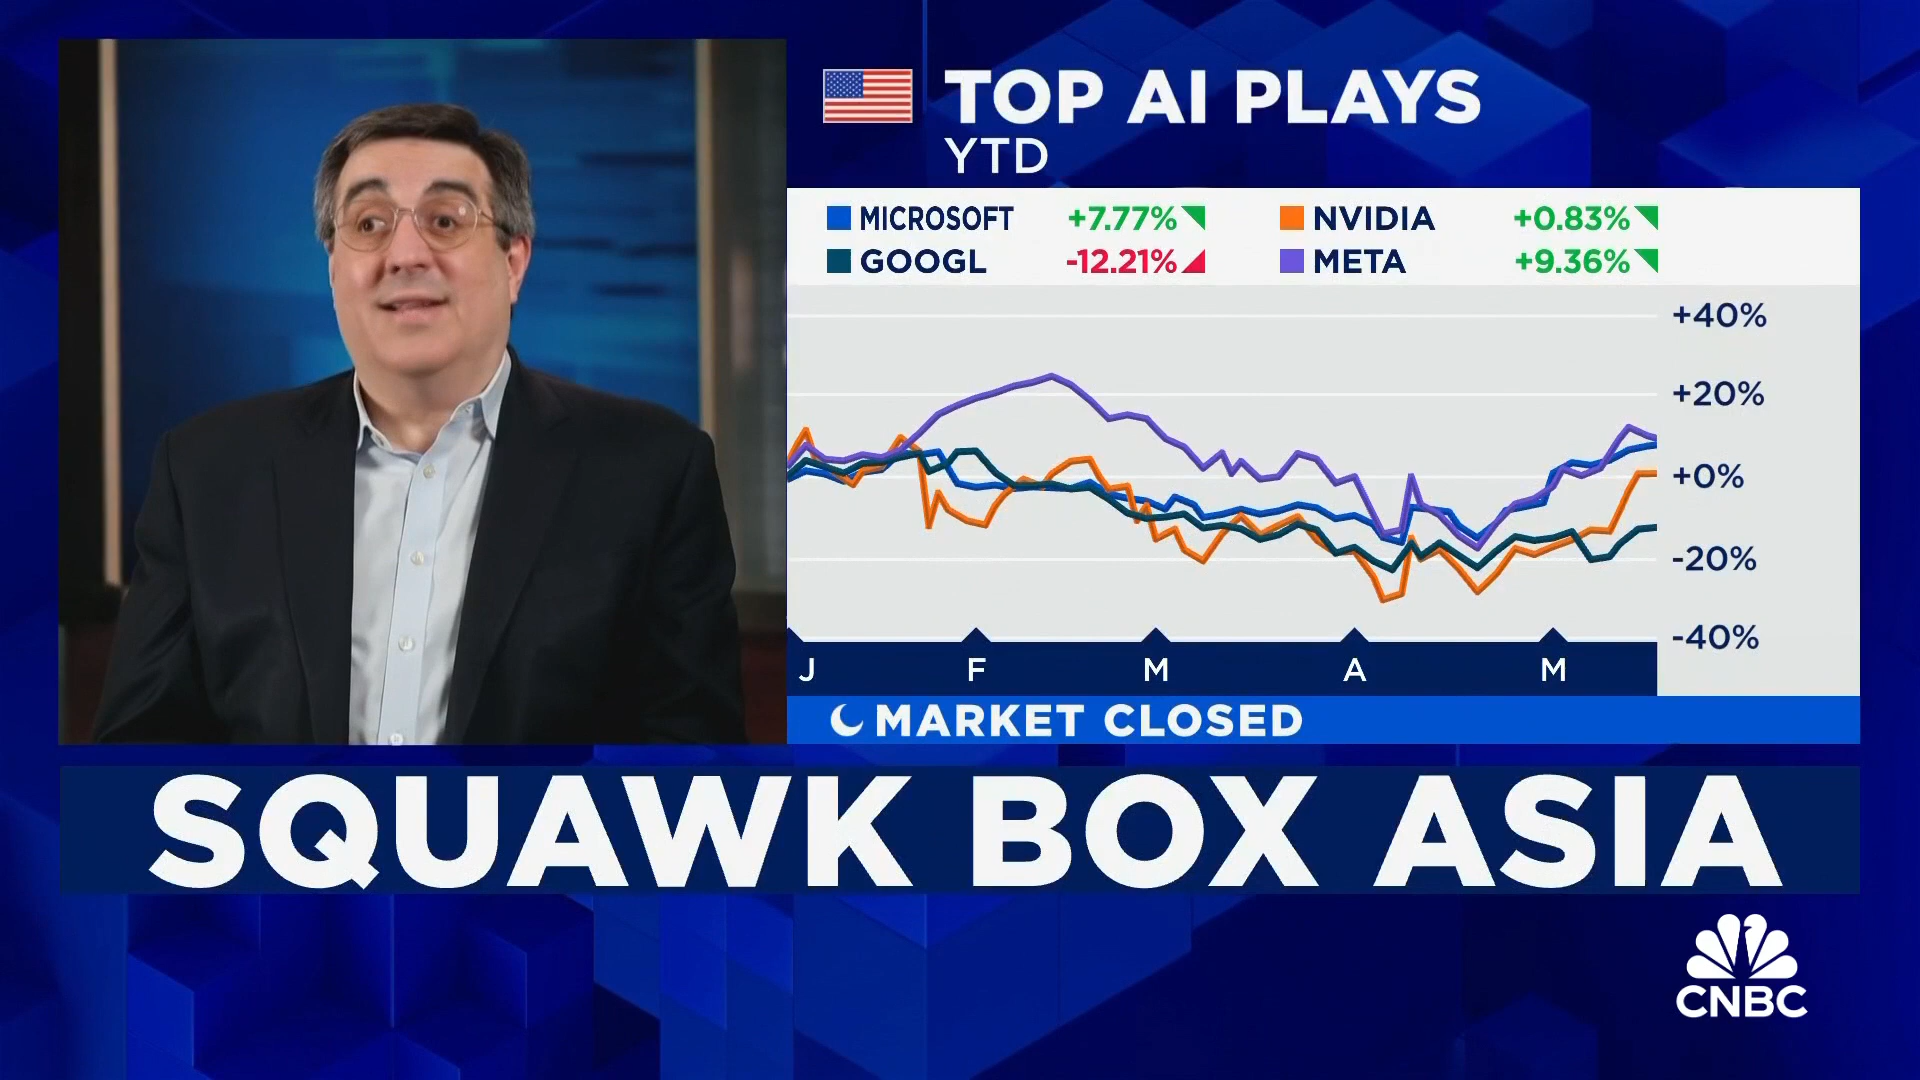 TOP AI PLAYS
YTD
MICROSOFT +7.77% NVIDIA +0.83%
GOOGL -12.21% META +9.36%
+40%
+20%
+0%
-20%
-40%
J F M A M
MARKET CLOSED
SQUAWK BOX ASIA
CNBC